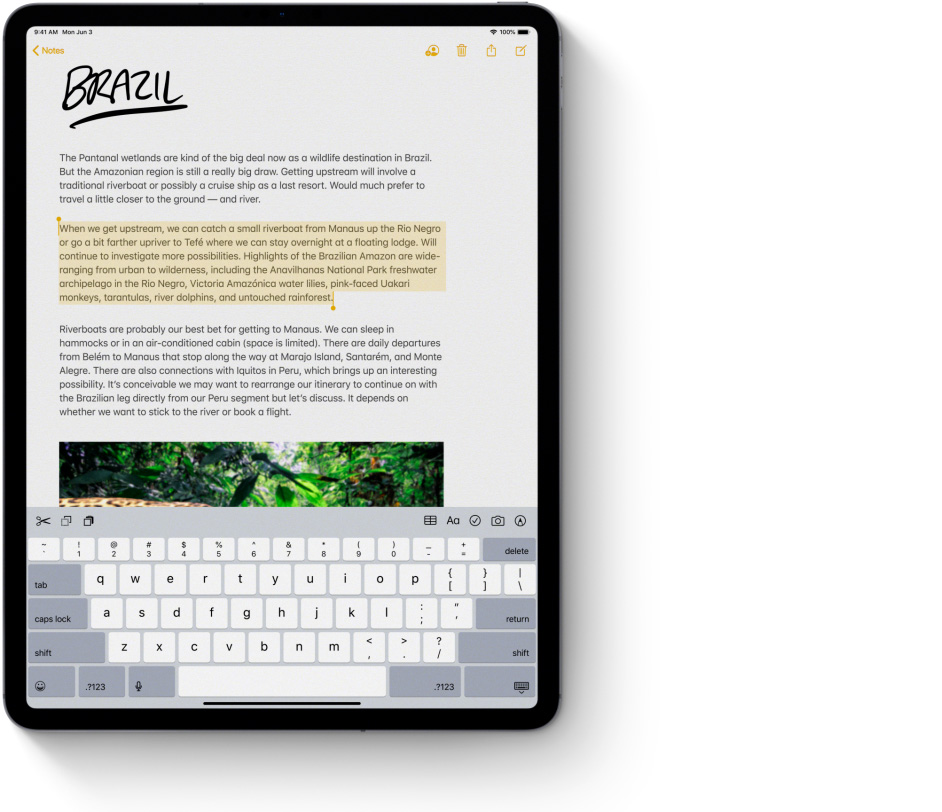 9:41 AM Mon Jun 3 100%
Notes
BRAZIL
The Pantanal wetlands are kind of the big deal now as a wildlife destination in Brazil.
But the Amazonian region is still a really big draw. Getting upstream will involve a
traditional riverboat or possibly a cruise ship as a last resort. Would much prefer to
travel a little closer to the ground — and river.
When we get upstream, we can catch a small riverboat from Manaus up the Rio Negro
or go a bit farther upriver to Tefé where we can stay overnight at a floating lodge. Will
continue to investigate more possibilities. Highlights of the Brazilian Amazon are wide-
ranging from urban to wilderness, including the Anavilhanas National Park freshwater
archipelago in the Rio Negro, Victoria Amazónica water lilies, pink-faced Uakari
monkeys, tarantulas, river dolphins, and untouched rainforest.
Riverboats are probably our best bet for getting to Manaus. We can sleep in
hammocks or in an air-conditioned cabin (space is limited). There are daily departures
from Belém to Manaus that stop along the way at Marajo Island, Santarém, and Monte
Alegre. There are also connections with Iquitos in Peru, which brings up an interesting
possibility. It's conceivable we may want to rearrange our itinerary to continue on with
the Brazilian leg directly from our Peru segment but let's discuss. It depends on
whether we want to stick to the river or book a flight.
Aa
~ ! @ # $ % ^ & * ( ) _ +
` 1 2 3 4 5 6 7 8 9 0 - = delete
tab q w e r t y u i o p { [ } ] | \
caps lock a s d f g h j k l : ; " ' return
shift z x c v b n m < , > . ? / shift
.?123 .?123